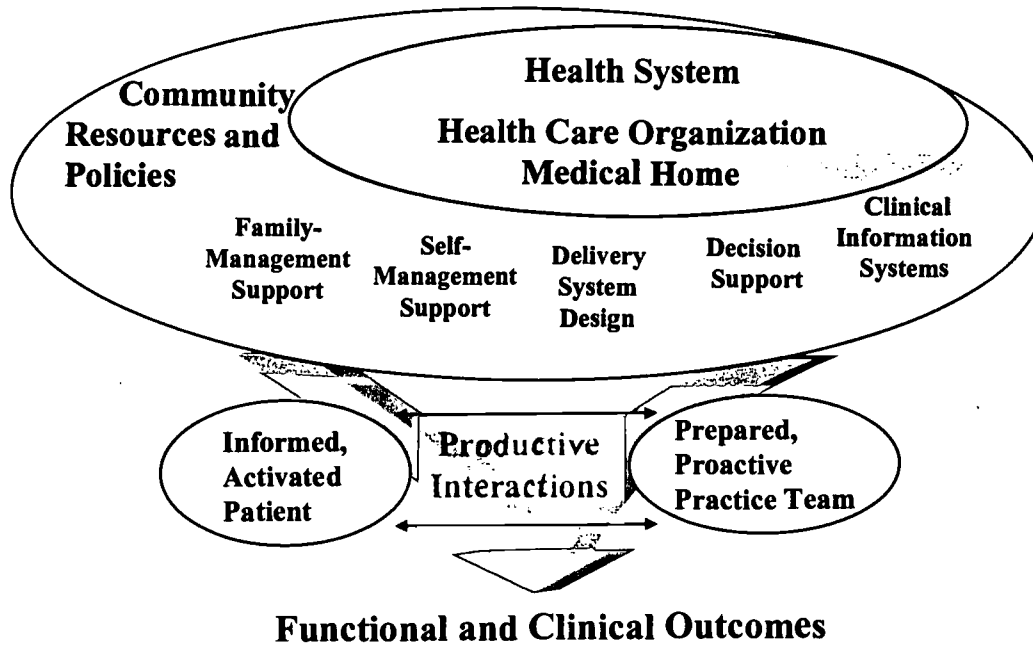 Health System
Community
Resources and
Policies
Health Care Organization
Medical Home
Family-
Management
Support
Self-
Management
Support
Delivery
System
Design
Decision
Support
Clinical
Information
Systems
Informed,
Activated
Patient
Productive
Interactions
Prepared,
Proactive
Practice Team
Functional and Clinical Outcomes